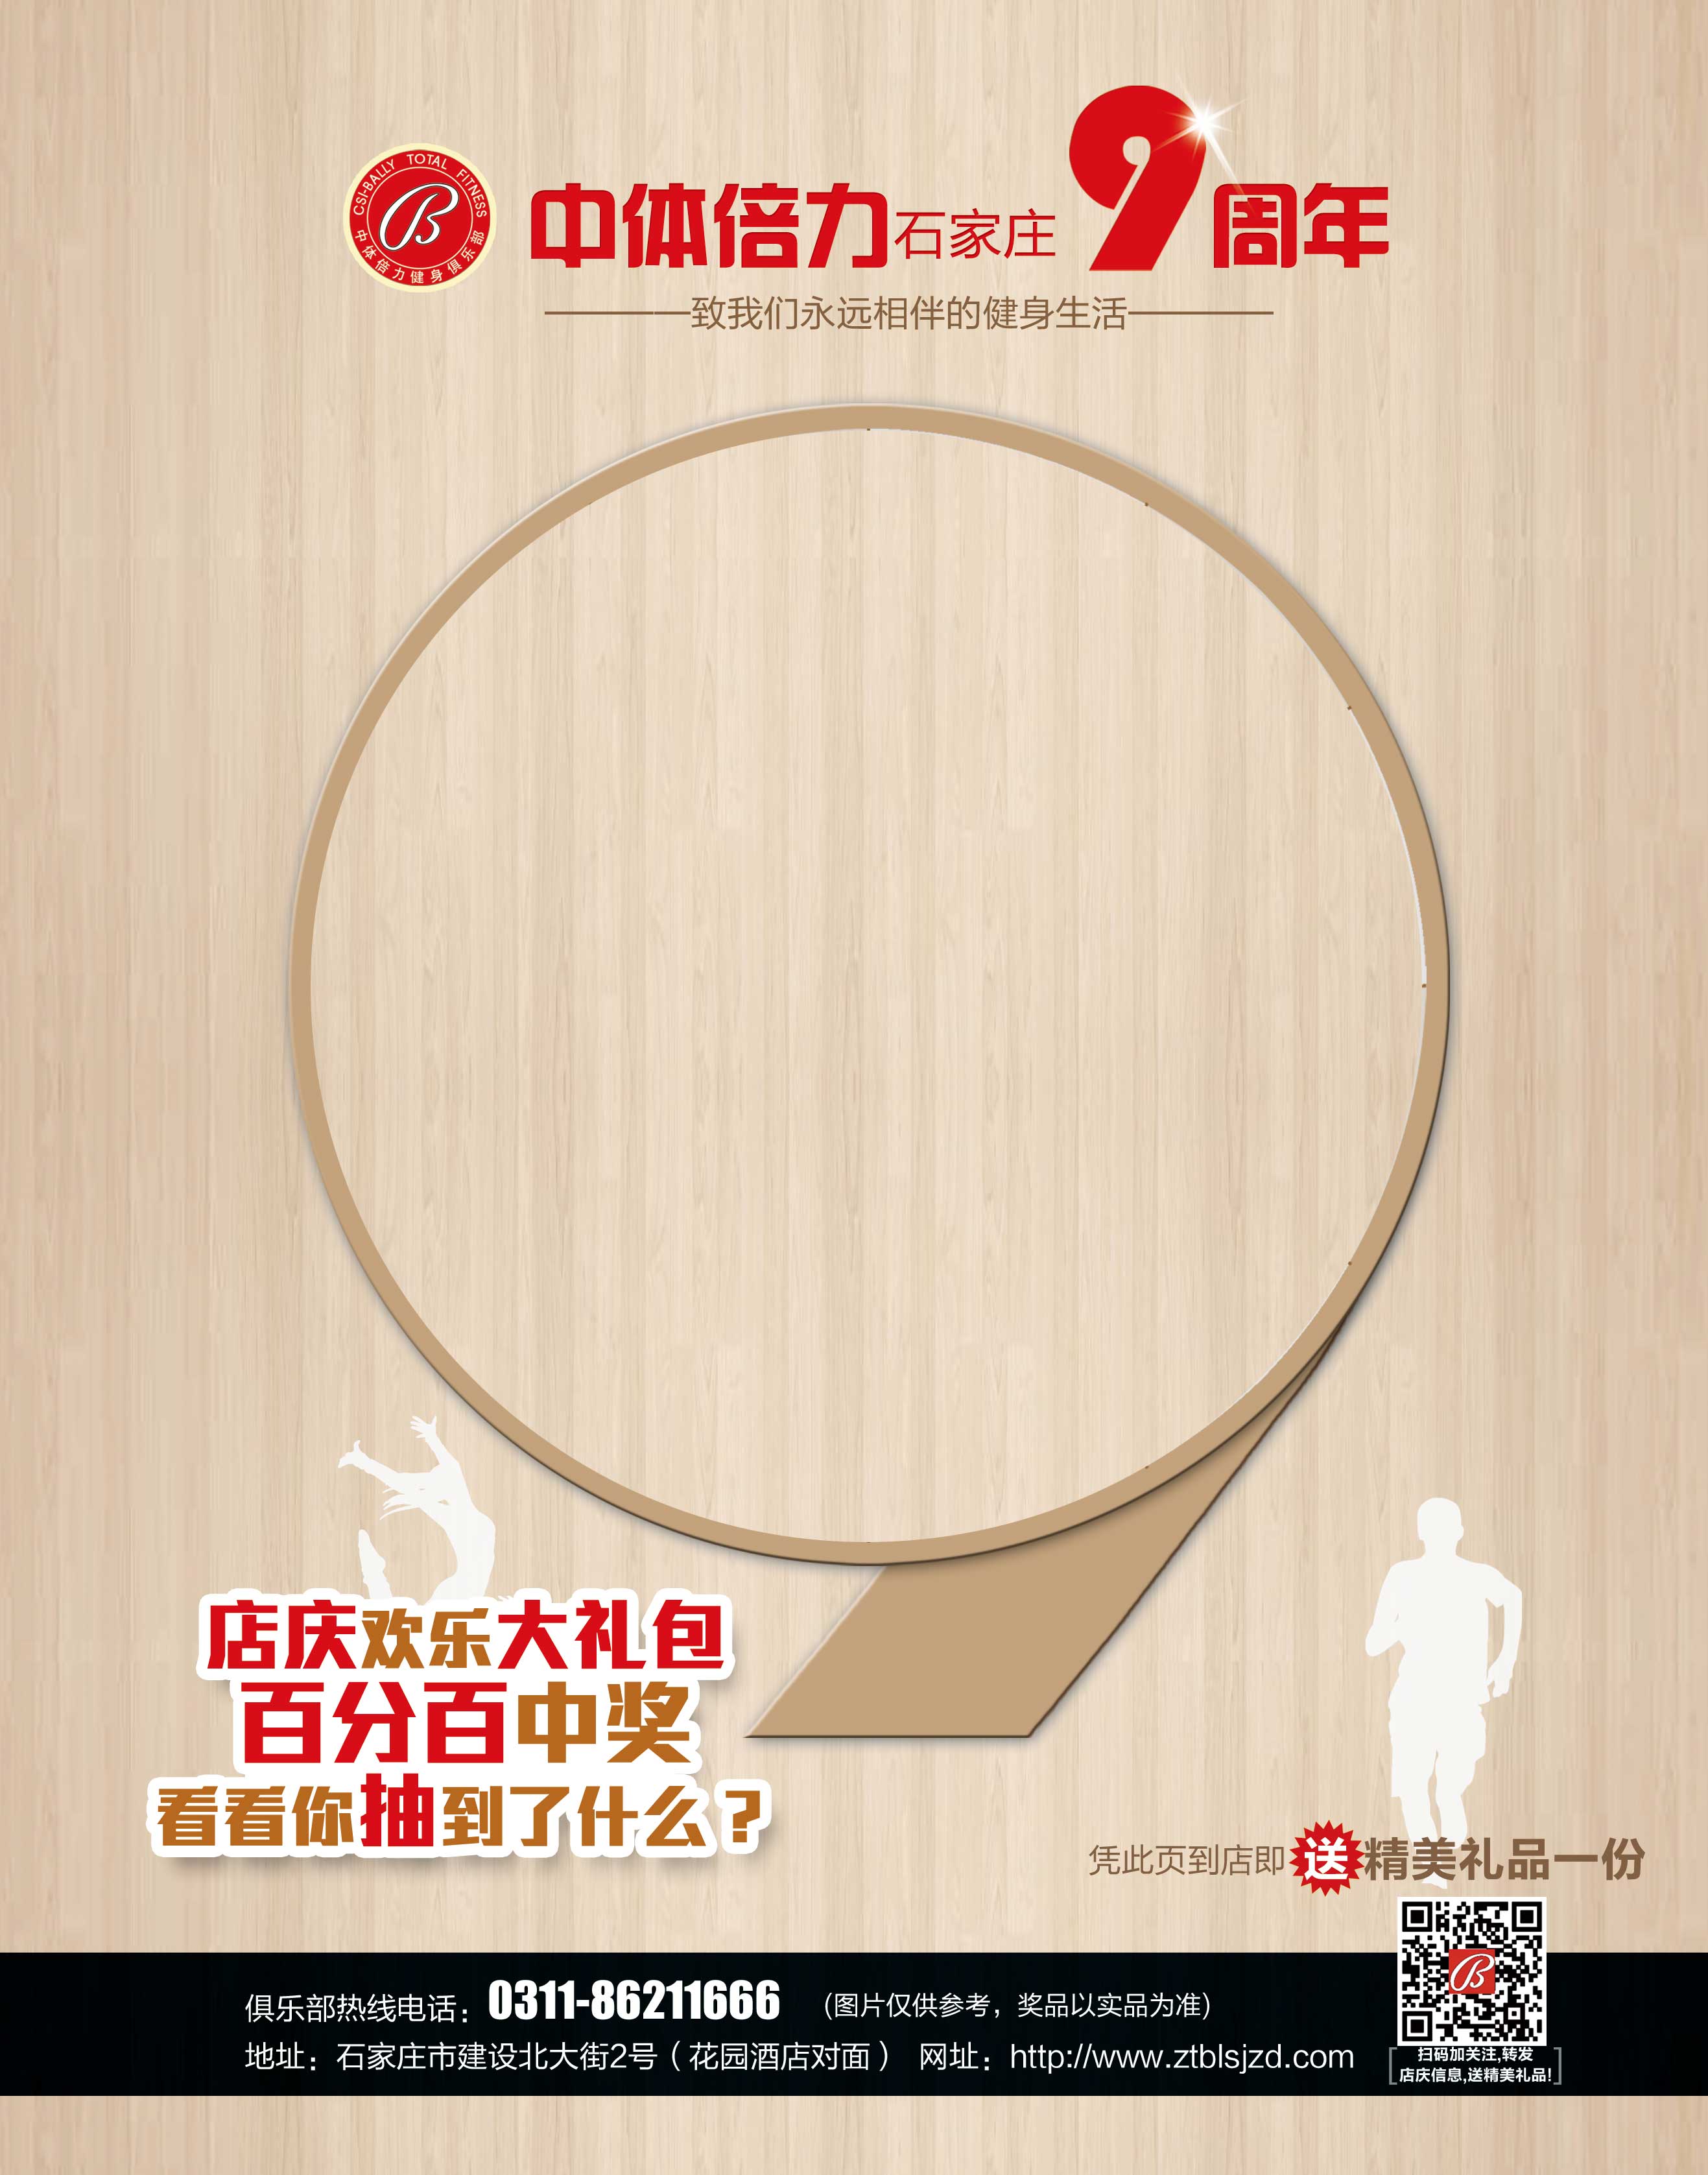 CSI-BALLY TOTAL FITNESS
中体倍力健身俱乐部
中体倍力石家庄9周年
致我们永远相伴的健身生活
店庆欢乐大礼包
百分百中奖
看看你抽到了什么？
凭此页到店即送精美礼品一份
俱乐部热线电话：0311-86211666 (图片仅供参考，奖品以实品为准)
地址：石家庄市建设北大街2号（花园酒店对面） 网址：http://www.ztblsjzd.com
扫码加关注,转发
店庆信息,送精美礼品!